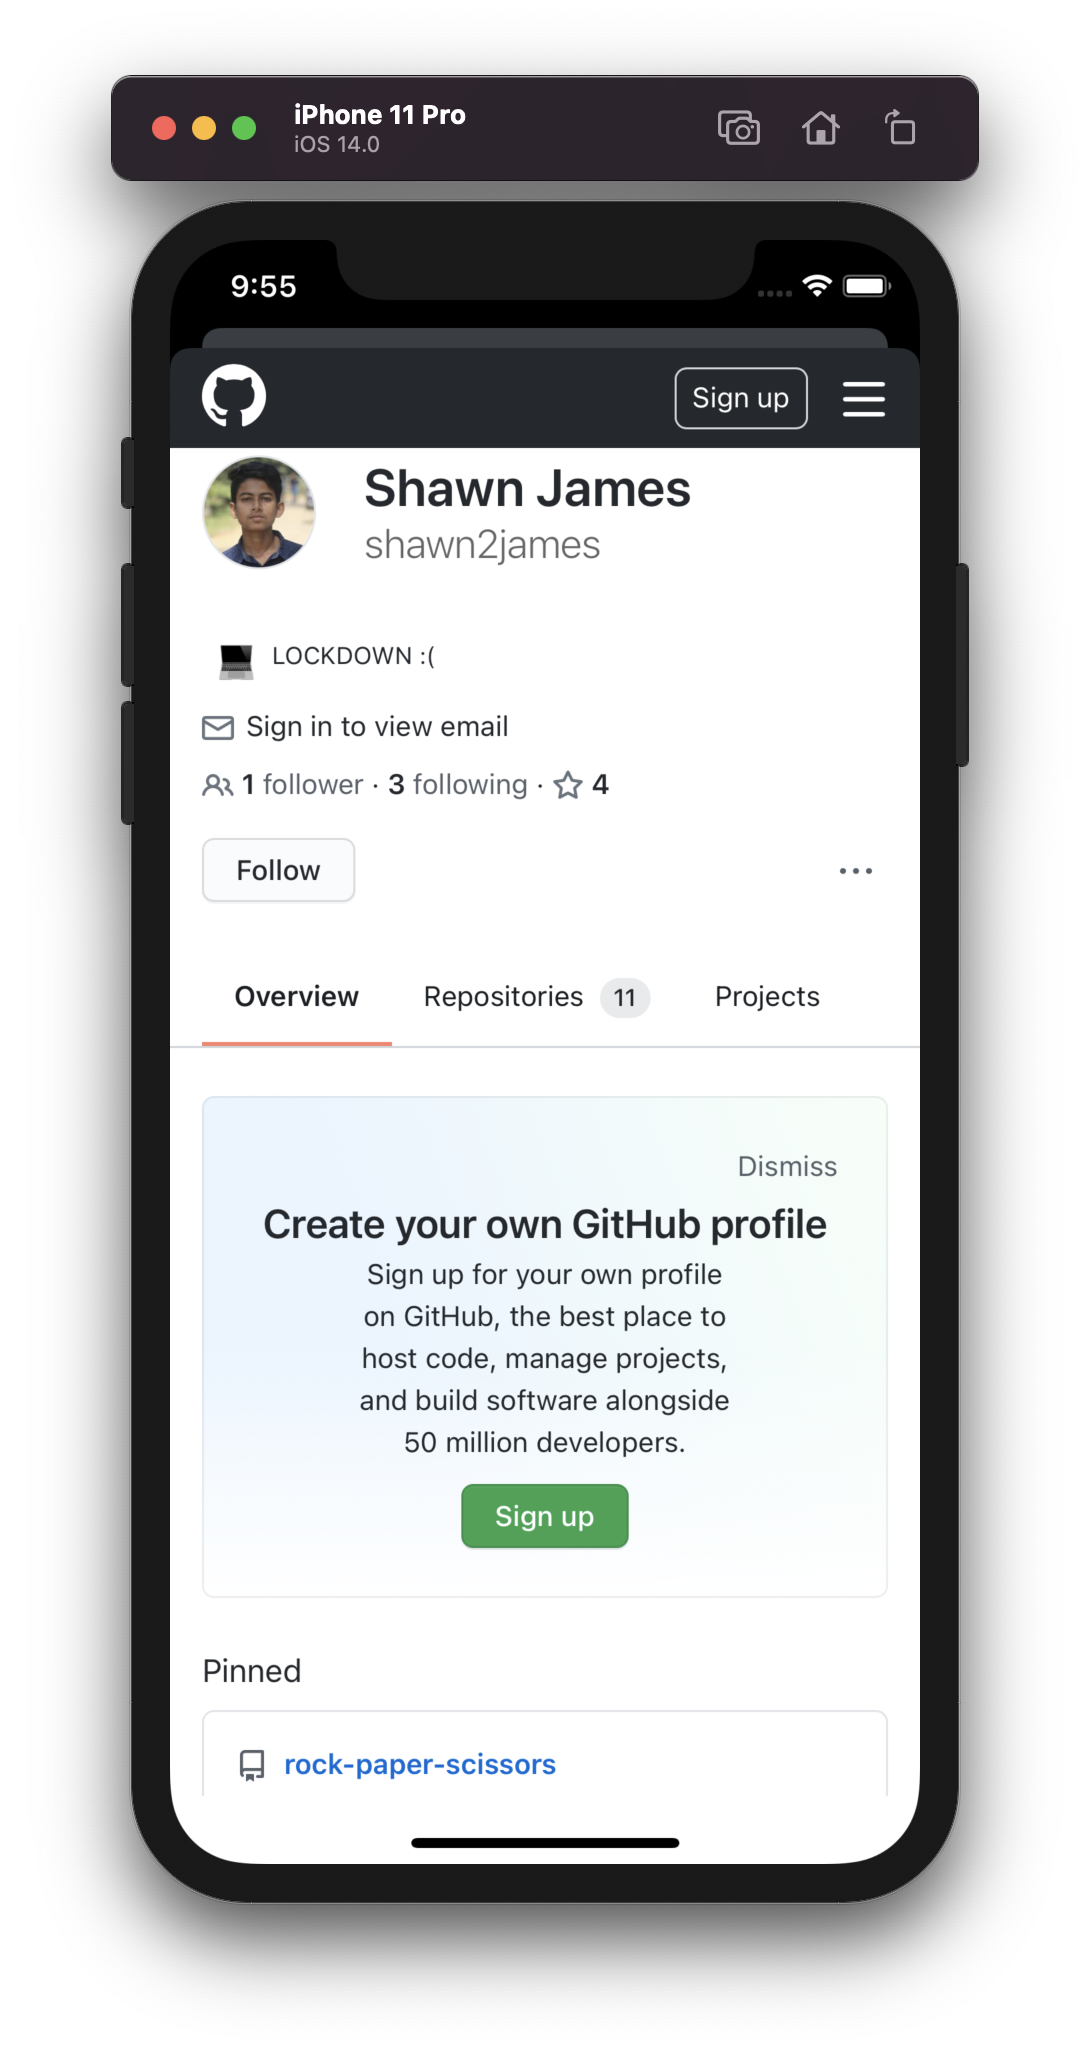 iPhone 11 Pro
iOS 14.0
9:55
Sign up
Shawn James
shawn2james
LOCKDOWN :(
Sign in to view email
1 follower · 3 following · 4
Follow
Overview Repositories 11 Projects
Dismiss
Create your own GitHub profile
Sign up for your own profile
on GitHub, the best place to
host code, manage projects,
and build software alongside
50 million developers.
Sign up
Pinned
rock-paper-scissors